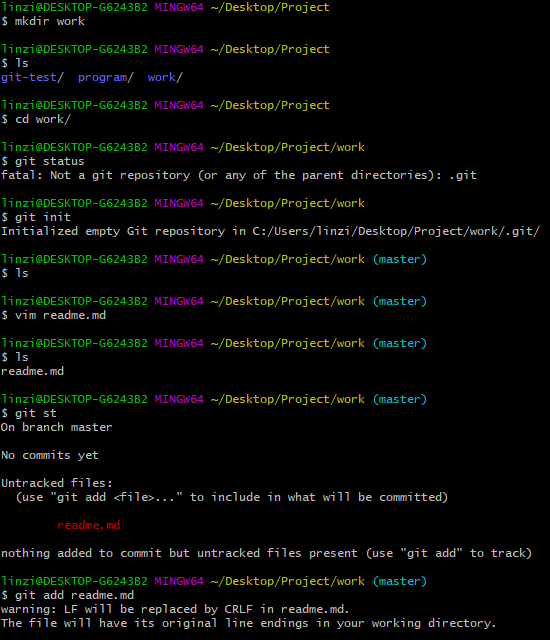 linzi@DESKTOP-G6243B2 MINGW64 ~/Desktop/Project
$ mkdir work
linzi@DESKTOP-G6243B2 MINGW64 ~/Desktop/Project
$ ls
git-test/  program/  work/
linzi@DESKTOP-G6243B2 MINGW64 ~/Desktop/Project
$ cd work/
linzi@DESKTOP-G6243B2 MINGW64 ~/Desktop/Project/work
$ git status
fatal: Not a git repository (or any of the parent directories): .git
linzi@DESKTOP-G6243B2 MINGW64 ~/Desktop/Project/work
$ git init
Initialized empty Git repository in C:/Users/linzi/Desktop/Project/work/.git/
linzi@DESKTOP-G6243B2 MINGW64 ~/Desktop/Project/work (master)
$ ls
linzi@DESKTOP-G6243B2 MINGW64 ~/Desktop/Project/work (master)
$ vim readme.md
linzi@DESKTOP-G6243B2 MINGW64 ~/Desktop/Project/work (master)
$ ls
readme.md
linzi@DESKTOP-G6243B2 MINGW64 ~/Desktop/Project/work (master)
$ git st
On branch master
No commits yet
Untracked files:
  (use "git add <file>..." to include in what will be committed)
        readme.md
nothing added to commit but untracked files present (use "git add" to track)
linzi@DESKTOP-G6243B2 MINGW64 ~/Desktop/Project/work (master)
$ git add readme.md
warning: LF will be replaced by CRLF in readme.md.
The file will have its original line endings in your working directory.